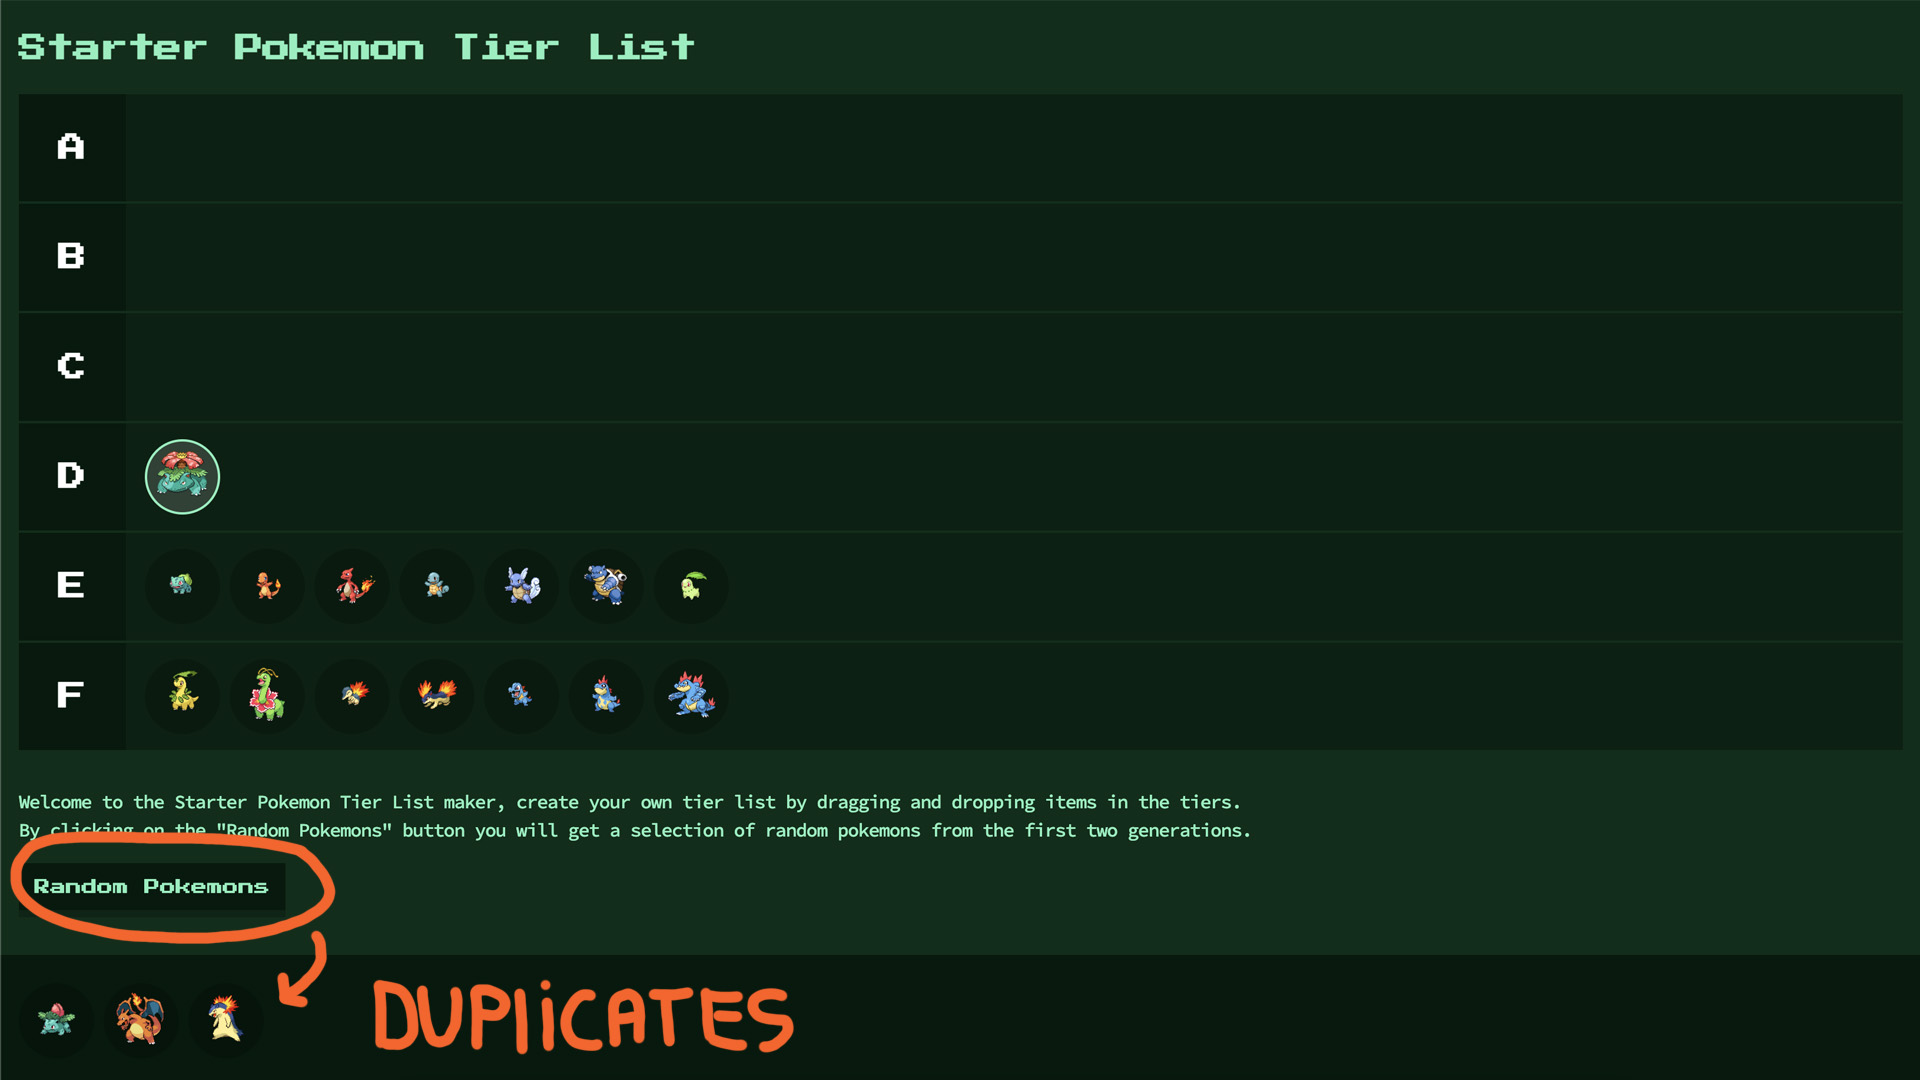 Starter Pokemon Tier List
A
B
C
D
E
F
Welcome to the Starter Pokemon Tier List maker, create your own tier list by dragging and dropping items in the tiers.
By clicking on the "Random Pokemons" button you will get a selection of random pokemons from the first two generations.
Random Pokemons
DUPliCATES